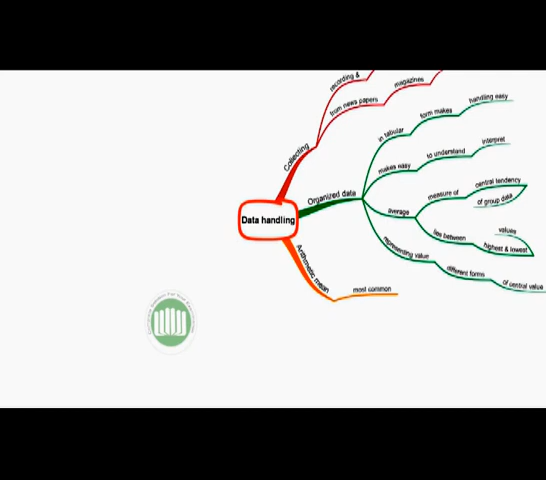 recording &
from news papers
magazines
Collecting
Data handling
Organized data
in tabular
form makes
handling easy
makes easy
to understand
interpret
average
measure of
central tendency
of group data
lies between
highest & lowest
values
representing value
different forms
of central value
Arithmetic mean
most common